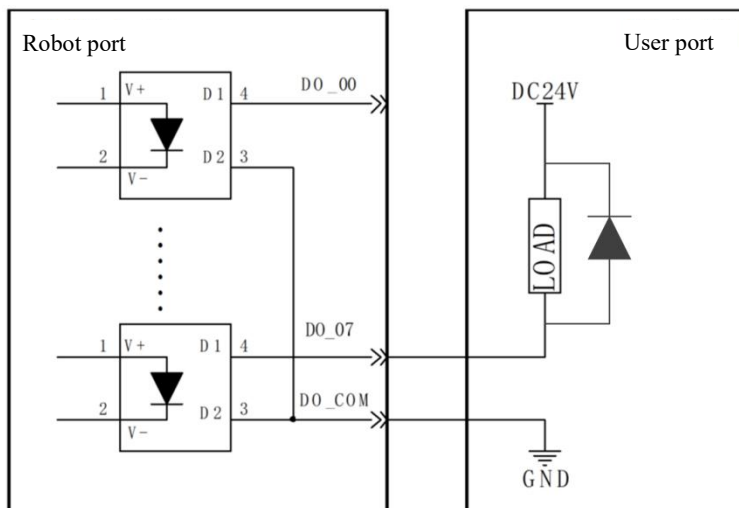 Robot port
User port
1 V+ D1 4 DO_00
2 V- D2 3
DC24V
LOAD
1 V+ D1 4 DO_07
2 V- D2 3 DO_COM
GND